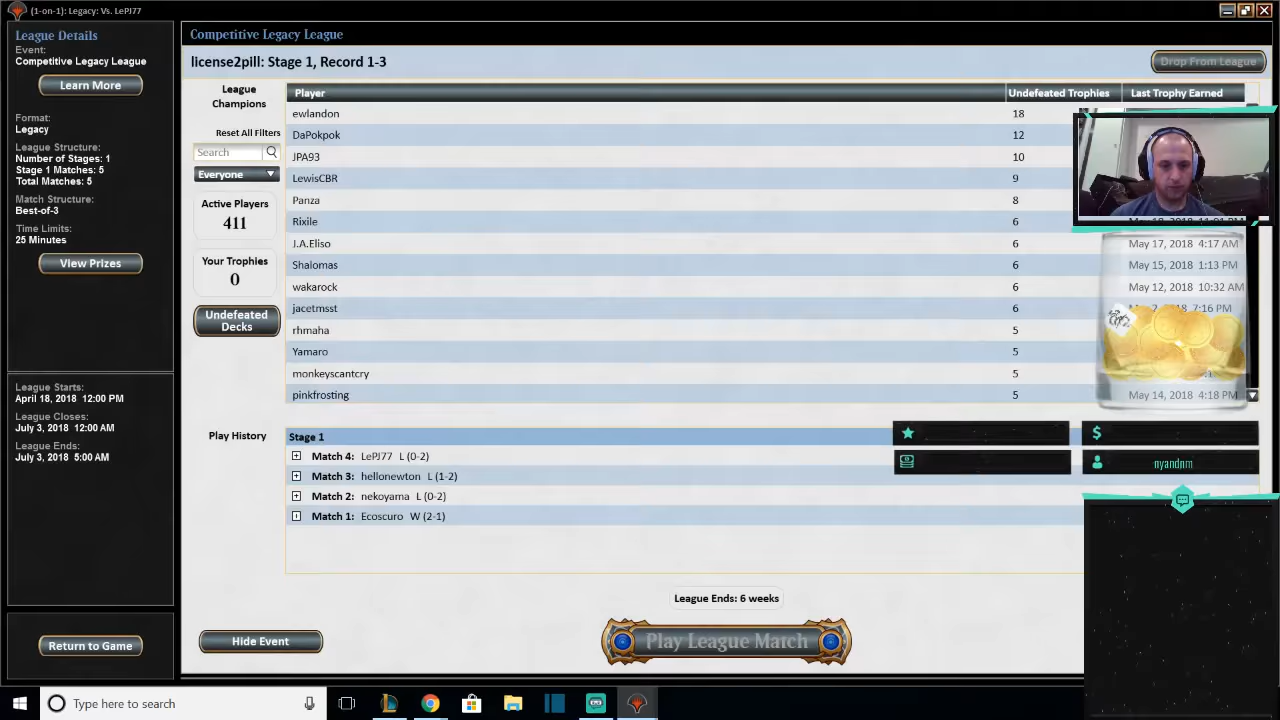 (1-on-1): Legacy: Vs. LePJ77
League Details
Event:
Competitive Legacy League
Learn More
Format:
Legacy
League Structure:
Number of Stages: 1
Stage 1 Matches: 5
Total Matches: 5
Match Structure:
Best-of-3
Time Limits:
25 Minutes
View Prizes
League Starts:
April 18, 2018 12:00 PM
League Closes:
July 3, 2018 12:00 AM
League Ends:
July 3, 2018 5:00 AM
Return to Game
Competitive Legacy League
license2pill: Stage 1, Record 1-3
Drop From League
League Champions
Reset All Filters
Search
Everyone
Active Players
411
Your Trophies
0
Undefeated Decks
Player Undefeated Trophies Last Trophy Earned
ewlandon 18
DaPokpok 12
JPA93 10
LewisCBR 9
Panza 8
Rixile 6
J.A.Eliso 6 May 17, 2018 4:17 AM
Shalomas 6 May 15, 2018 1:13 PM
wakarock 6 May 12, 2018 10:32 AM
jacetmsst 6 7:16 PM
rhmaha 5
Yamaro 5
monkeyscantcry 5
pinkfrosting 5 May 14, 2018 4:18 PM
Play History
Stage 1
Match 4: LePJ77 L (0-2)
Match 3: hellonewton L (1-2)
Match 2: nekoyama L (0-2)
Match 1: Ecoscuro W (2-1)
$
nyandnm
League Ends: 6 weeks
Hide Event
Play League Match
Type here to search